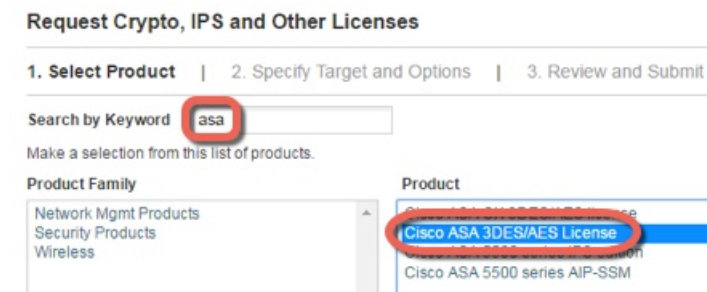 Request Crypto, IPS and Other Licenses
1. Select Product | 2. Specify Target and Options | 3. Review and Submit
Search by Keyword asa
Make a selection from this list of products.
Product Family Product
Network Mgmt Products
Security Products
Wireless
Cisco ASA 3DES/AES License
Cisco ASA 5500 series AIP-SSM